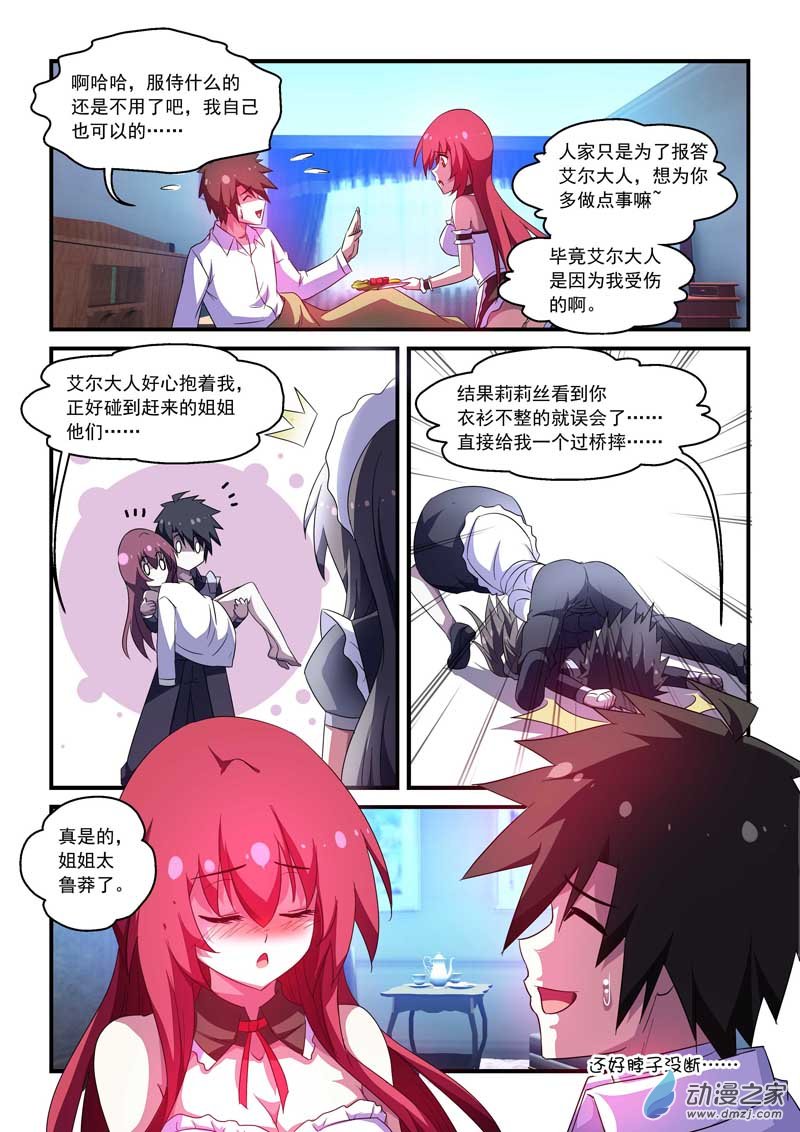 啊哈哈，服侍什么的
还是不用了吧，我自己
也可以的……
人家只是为了报答
艾尔大人，想为你
多做点事嘛~
毕竟艾尔大人
是因为我受伤
的啊。
艾尔大人好心抱着我，
正好碰到赶来的姐姐
他们……
结果莉莉丝看到你
衣衫不整的就误会了……
直接给我一个过桥摔……
真是的，
姐姐太
鲁莽了。
还好脖子没断……
动漫之家
www.dmzj.com